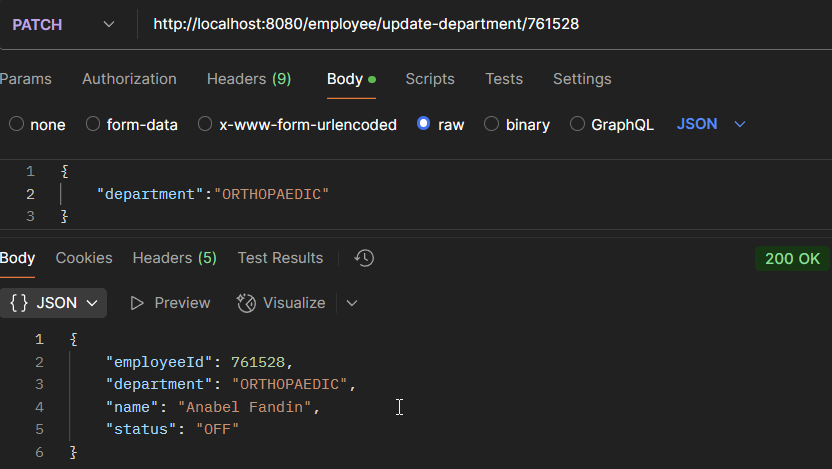 PATCH http://localhost:8080/employee/update-department/761528
Params Authorization Headers (9) Body Scripts Tests Settings
none form-data x-www-form-urlencoded raw binary GraphQL JSON
1 {
2 "department":"ORTHOPAEDIC"
3 }
Body Cookies Headers (5) Test Results 200 OK
{} JSON Preview Visualize
1 {
2 "employeeId": 761528,
3 "department": "ORTHOPAEDIC",
4 "name": "Anabel Fandin",
5 "status": "OFF"
6 }